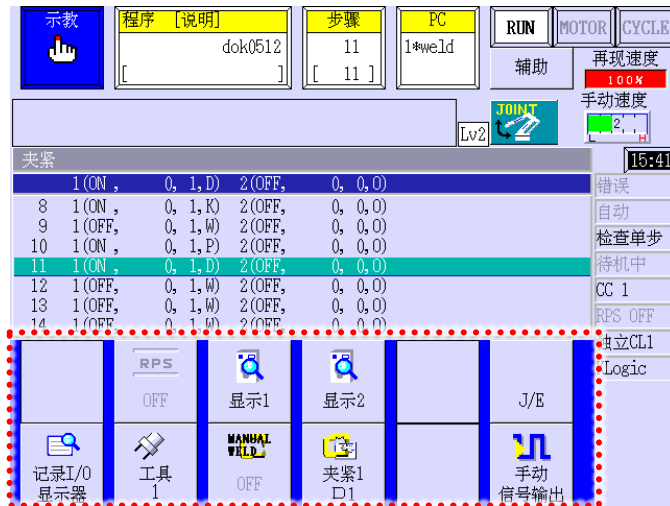 示教
程序 [说明]
步骤
PC
RUN
MOTOR
CYCLE
dok0512
11
1*weld
[ ]
[ 11 ]
辅助
再现速度
100%
手动速度
2
L H
JOINT
Lv2
夹紧
15:41
1(ON , 0, 1,D) 2(OFF, 0, 0,O)
8 1(ON , 0, 1,K) 2(OFF, 0, 0,O)
9 1(OFF, 0, 1,W) 2(OFF, 0, 0,O)
10 1(ON , 0, 1,P) 2(OFF, 0, 0,O)
11 1(ON , 0, 1,D) 2(OFF, 0, 0,O)
12 1(OFF, 0, 1,W) 2(OFF, 0, 0,O)
13 1(OFF, 0, 1,W) 2(OFF, 0, 0,O)
14 1(OFF, 0, 1,W) 2(OFF, 0, 0,O)
错误
自动
检查单步
待机中
CC 1
RPS OFF
独立CL1
Logic
RPS
OFF
显示1
显示2
J/E
记录I/O
显示器
工具
1
MANUAL
WELD
OFF
夹紧1
D1
手动
信号输出